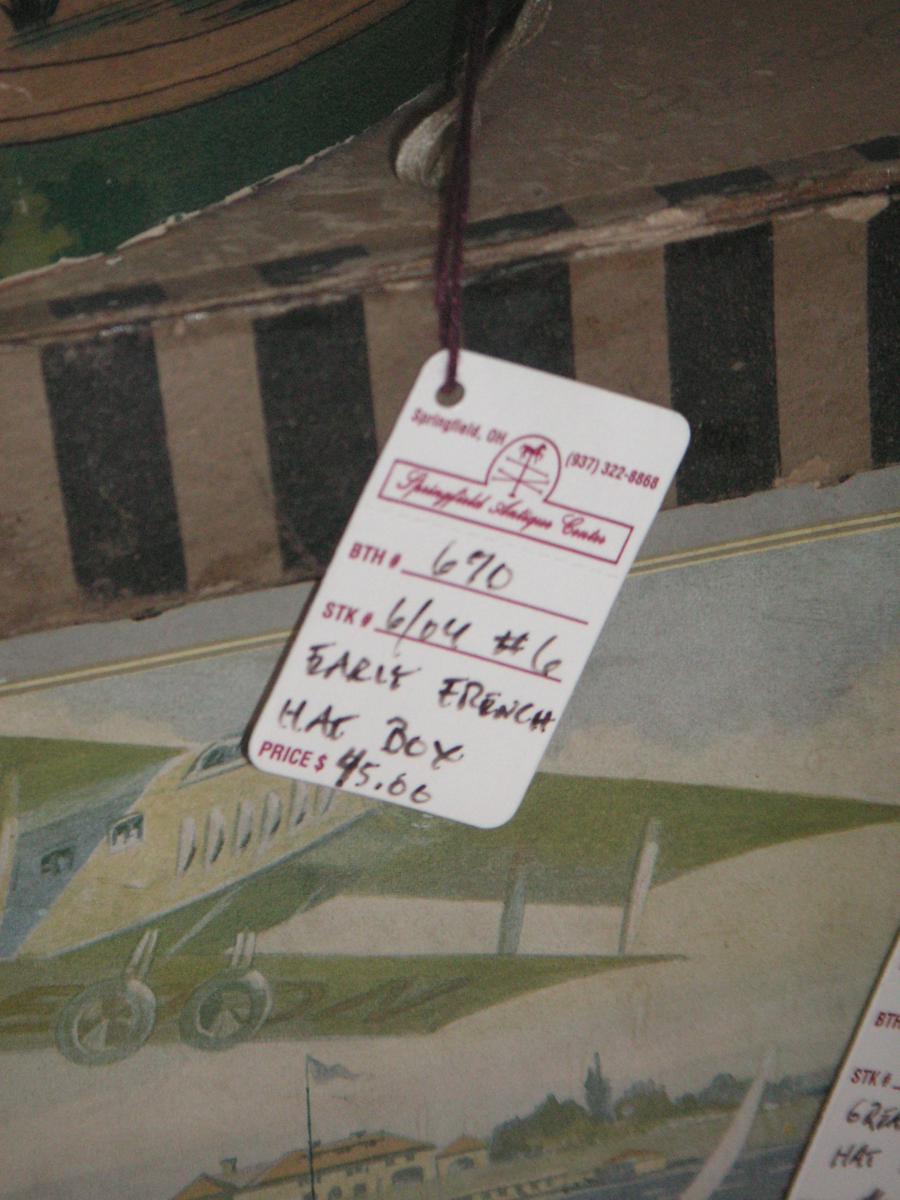 Springfield, OH
(937) 322-8868
Springfield Antique Center
BTH # 670
STK # 6/04 #6
EARLY FRENCH
HAT BOX
PRICE $ 45.00
BTH
STK #
HAT